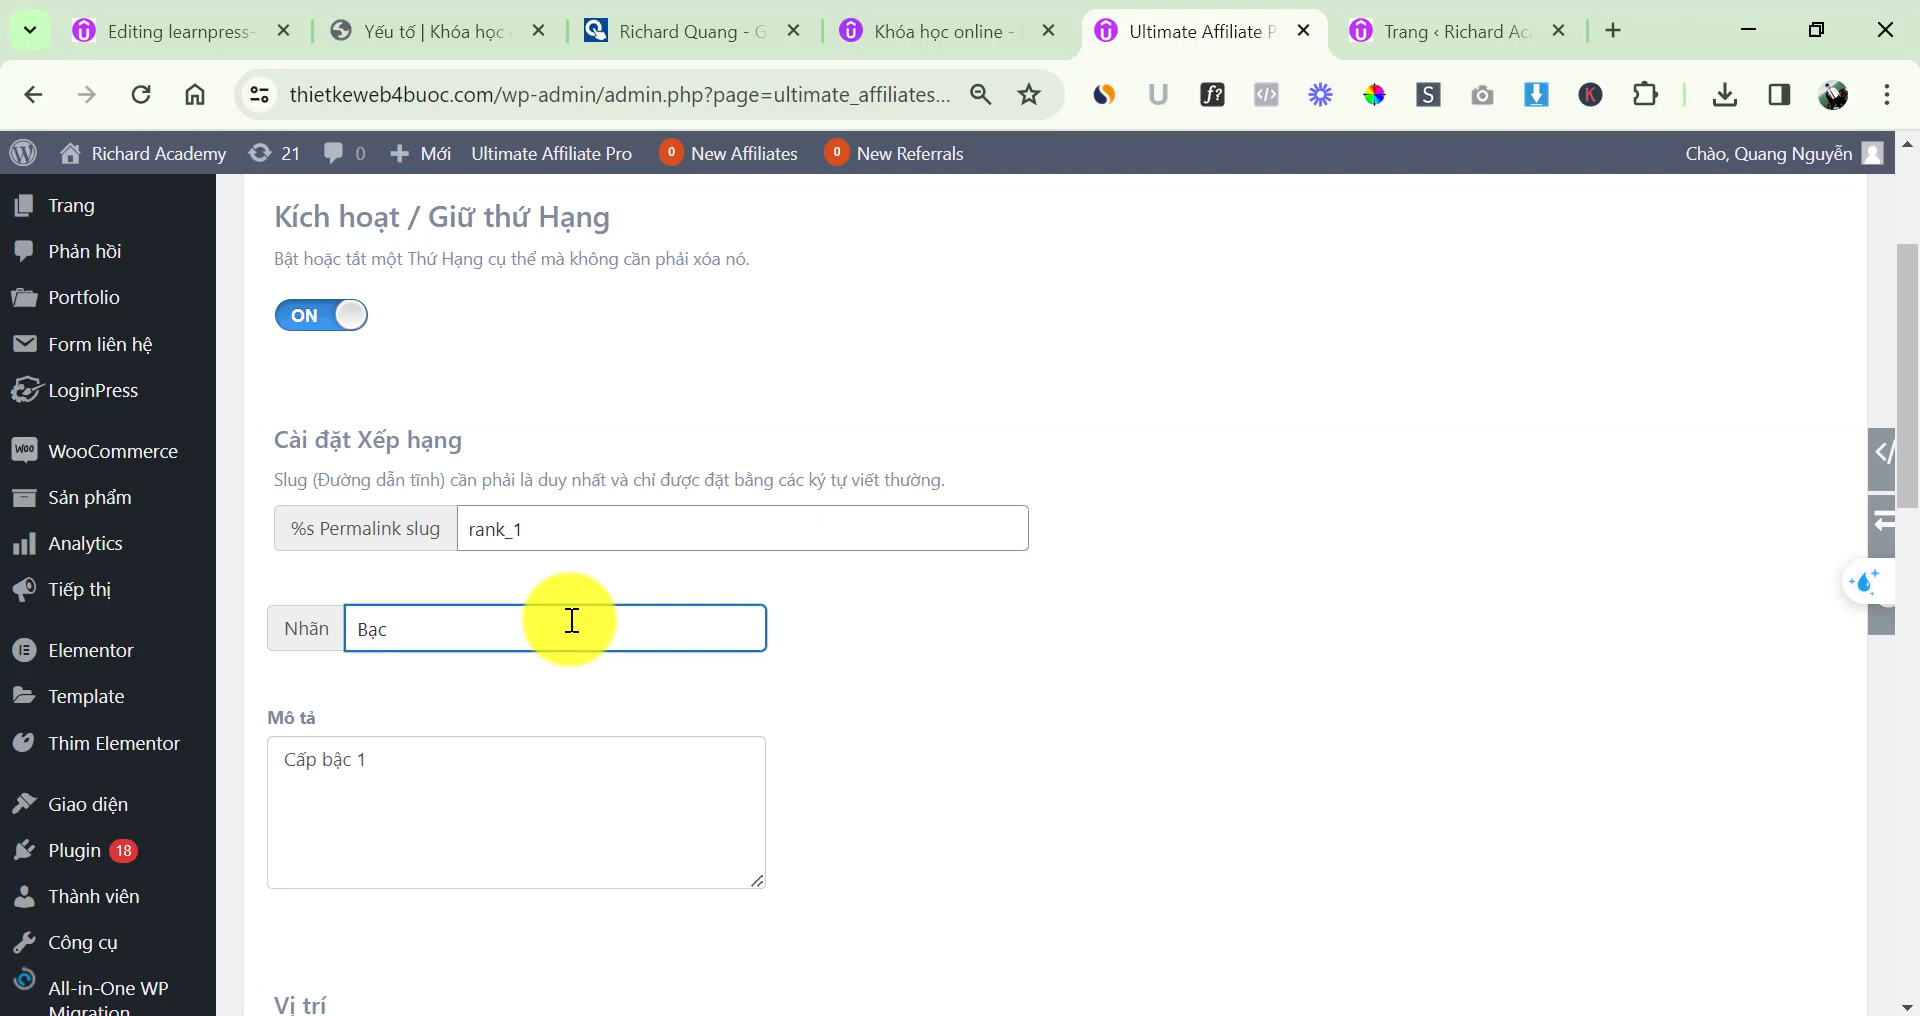 Editing learnpress-
Yếu tố | Khóa học
Richard Quang - G
Khóa học online -
Ultimate Affiliate P
Trang ‹ Richard Ac
thietkeweb4buoc.com/wp-admin/admin.php?page=ultimate_affiliates...
Richard Academy
21
0
Mới
Ultimate Affiliate Pro
0
New Affiliates
0
New Referrals
Chào, Quang Nguyễn
Trang
Phản hồi
Portfolio
Form liên hệ
LoginPress
WooCommerce
Sản phẩm
Analytics
Tiếp thị
Elementor
Template
Thim Elementor
Giao diện
Plugin 18
Thành viên
Công cụ
All-in-One WP
Migration
Kích hoạt / Giữ thứ Hạng
Bật hoặc tắt một Thứ Hạng cụ thể mà không cần phải xóa nó.
ON
Cài đặt Xếp hạng
Slug (Đường dẫn tĩnh) cần phải là duy nhất và chỉ được đặt bằng các ký tự viết thường.
%s Permalink slug
rank_1
Nhãn
Bạc
Mô tả
Cấp bậc 1
Vị trí